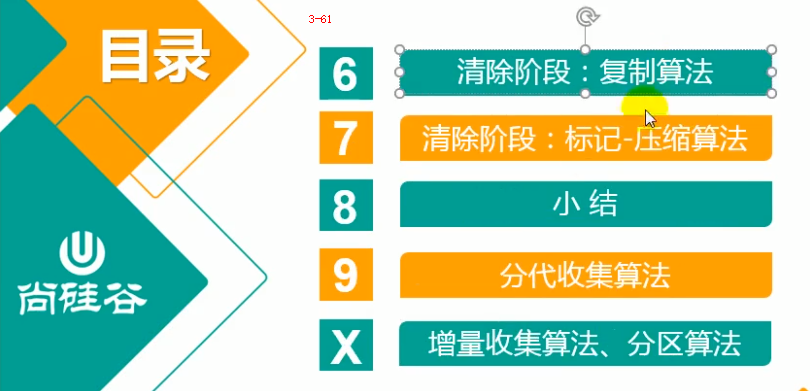 3-61
目录
6 清除阶段：复制算法
7 清除阶段：标记-压缩算法
8 小 结
9 分代收集算法
X 增量收集算法、分区算法
尚硅谷